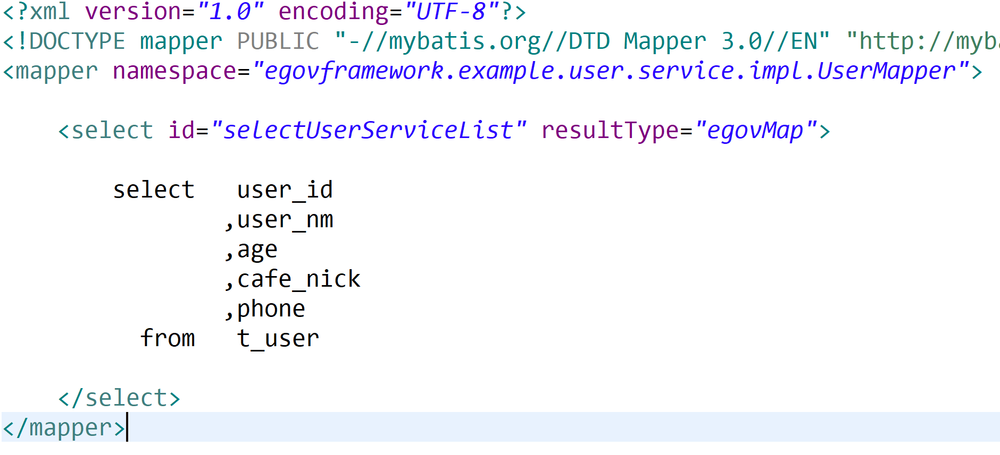 <?xml version="1.0" encoding="UTF-8"?>
<!DOCTYPE mapper PUBLIC "-//mybatis.org//DTD Mapper 3.0//EN" "http://myb
<mapper namespace="egovframework.example.user.service.impl.UserMapper">
<select id="selectUserServiceList" resultType="egovMap">
select user_id
,user_nm
,age
,cafe_nick
,phone
from t_user
</select>
</mapper>